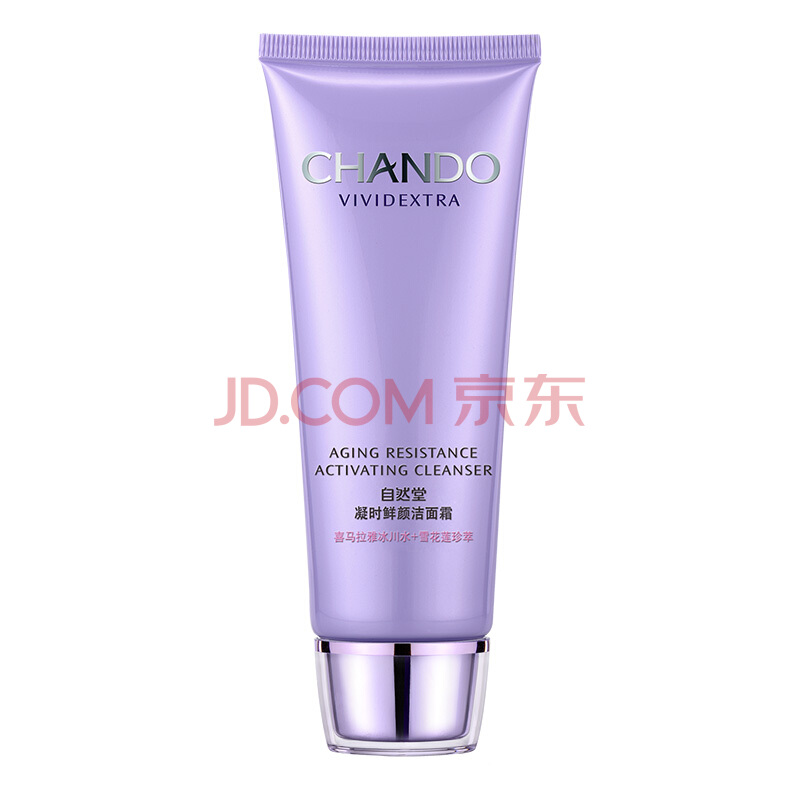 CHANDO
VIVIDEXTRA
JD.COM 京东
AGING RESISTANCE
ACTIVATING CLEANSER
自然堂
凝时鲜颜洁面霜
喜马拉雅冰川水+雪花莲珍萃